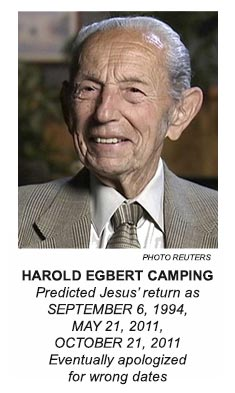 PHOTO REUTERS
HAROLD EGBERT CAMPING
Predicted Jesus' return as
SEPTEMBER 6, 1994,
MAY 21, 2011,
OCTOBER 21, 2011
Eventually apologized
for wrong dates